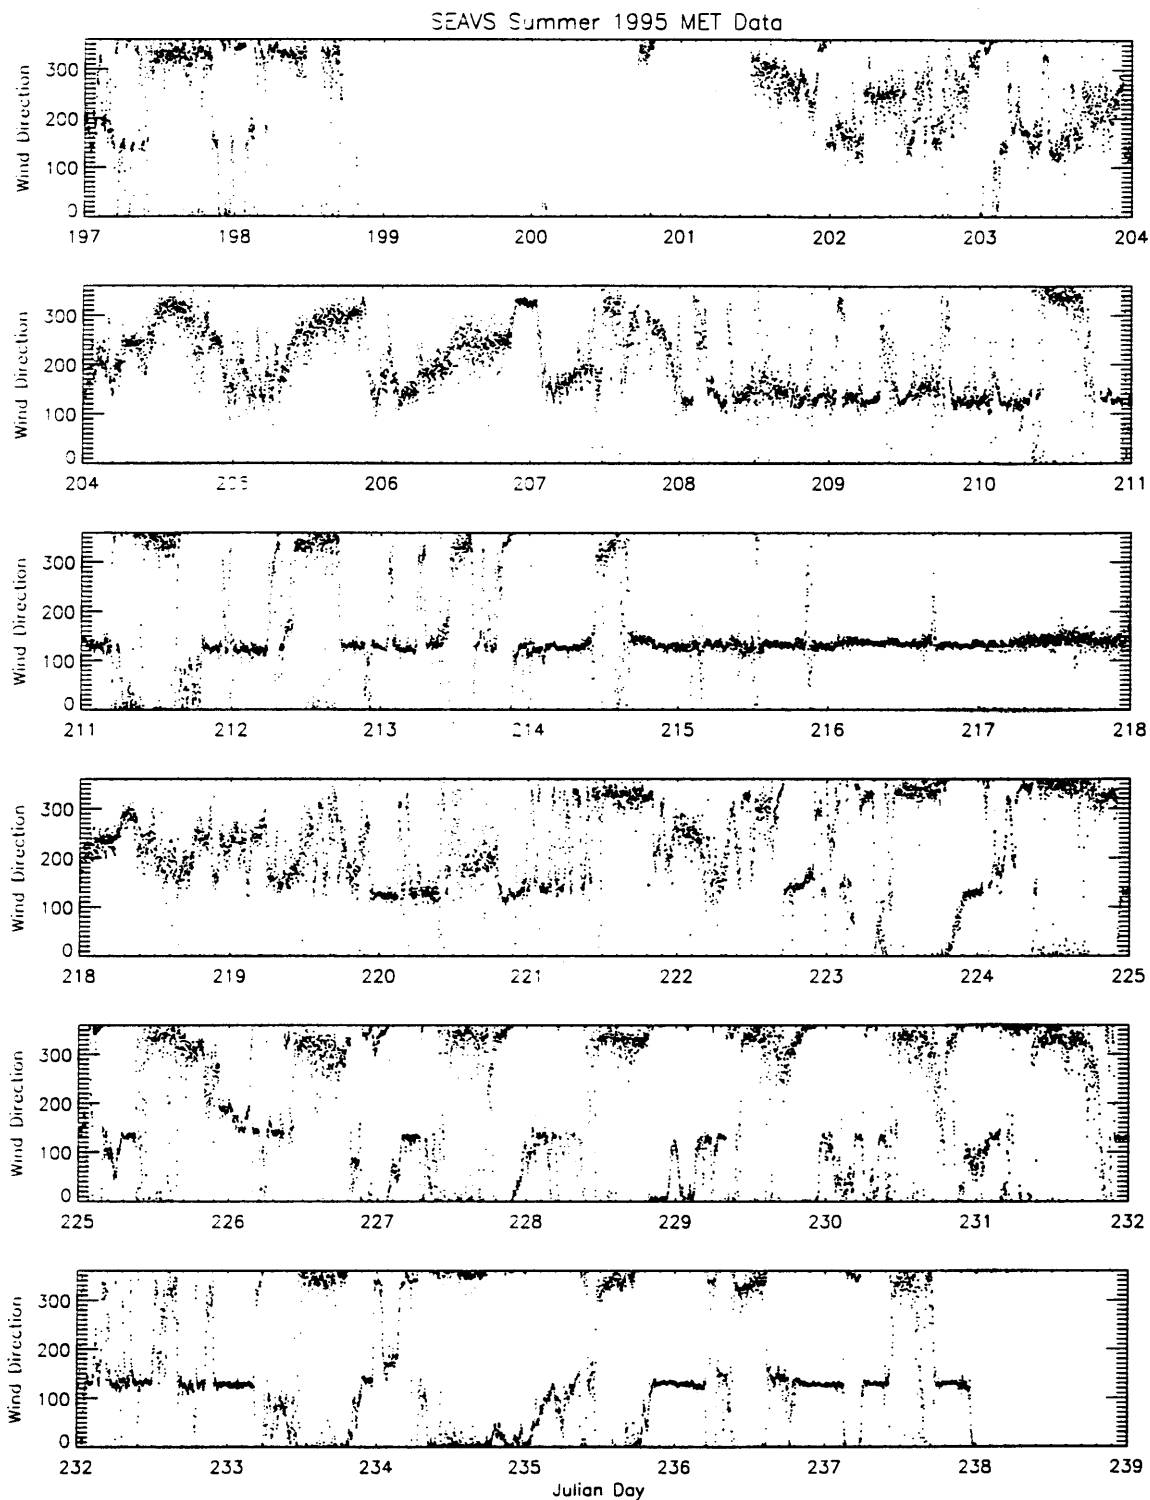 SEAVS Summer 1995 MET Data
Wind Direction
300
200
100
0
197 198 199 200 201 202 203 204
Wind Direction
300
200
100
0
204 205 206 207 208 209 210 211
Wind Direction
300
200
100
0
211 212 213 214 215 216 217 218
Wind Direction
300
200
100
0
218 219 220 221 222 223 224 225
Wind Direction
300
200
100
0
225 226 227 228 229 230 231 232
Wind Direction
300
200
100
0
232 233 234 235 236 237 238 239
Julian Day